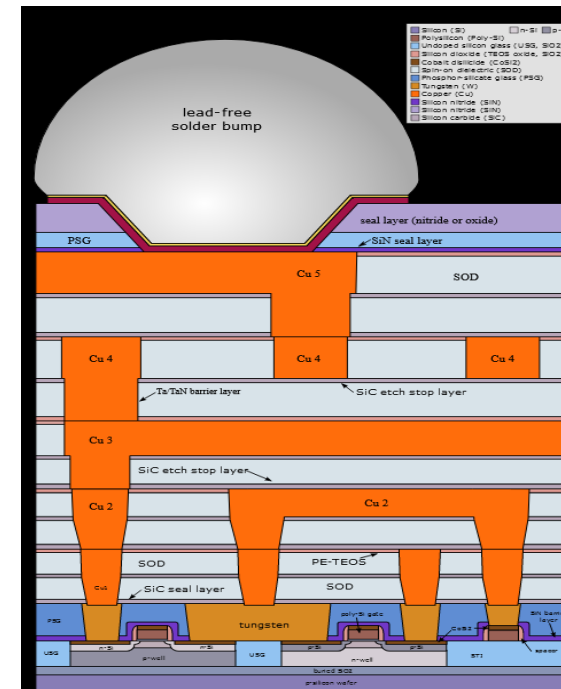 Silicon (Si)
n-Si
p-
Polysilicon (Poly-Si)
Undoped silicon glass (USG, SiO2
Silicon dioxide (TEOS oxide, SiO2
Cobalt disilicide (CoSi2)
Spin-on dielectric (SOD)
Phosphor-silicate glass (PSG)
Tungsten (W)
Copper (Cu)
Silicon nitride (SiN)
Silicon nitride (SiN)
Silicon carbide (SiC)
lead-free
solder bump
seal layer (nitride or oxide)
PSG
SiN seal layer
Cu 5
SOD
Cu 4
Cu 4
Cu 4
Ta/TaN barrier layer
SiC etch stop layer
Cu 3
SiC etch stop layer
Cu 2
Cu 2
PE-TEOS
SOD
Cu1
SOD
SiC seal layer
PSG
tungsten
poly-Si gate
PSG
SiN barr
layer
CoSi2
USG
n-Si
n-Si
USG
p-Si
p-Si
STI
spacer
p-well
n-well
buried SiO2
p-silicon wafer